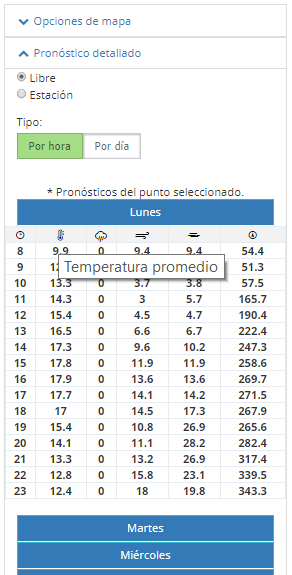 Opciones de mapa
Pronóstico detallado
Libre
Estación
Tipo:
Por hora Por día
* Pronósticos del punto seleccionado.
Lunes
8 9.9 0 9.4 9.4 54.4
Temperatura promedio
9 51.3
10 13.3 0 3.7 3.8 57.5
11 14.3 0 3 5.7 165.7
12 15.4 0 4.5 4.7 190.4
13 16.5 0 6.6 6.7 222.4
14 17.3 0 9.6 10.2 247.3
15 17.8 0 11.9 11.9 258.6
16 17.9 0 13.6 13.6 269.7
17 17.7 0 14.1 14.2 271.5
18 17 0 14.5 17.3 267.9
19 15.4 0 10.8 26.9 265.6
20 14.1 0 11.1 28.2 282.4
21 13.3 0 13.2 26.9 317.4
22 12.8 0 15.8 23.1 339.5
23 12.4 0 18 19.8 343.3
Martes
Miércoles